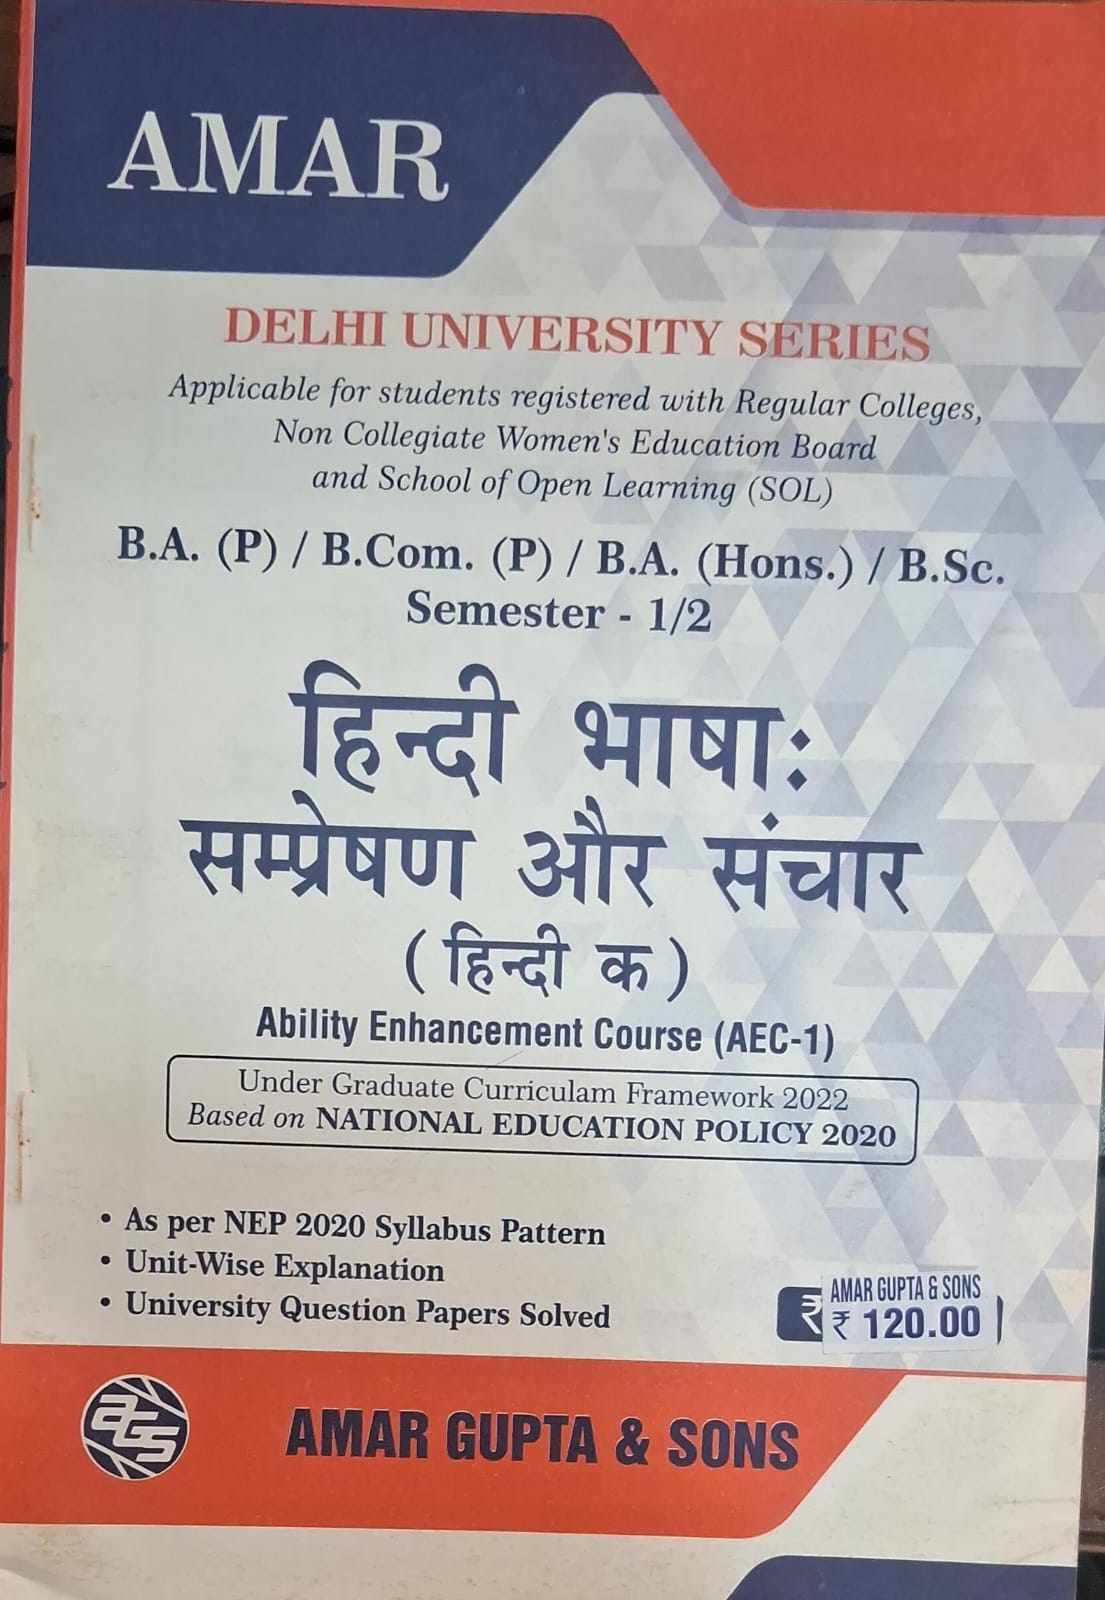 AMAR
DELHI UNIVERSITY SERIES
Applicable for students registered with Regular Colleges,
Non Collegiate Women's Education Board
and School of Open Learning (SOL)
B.A. (P) / B.Com. (P) / B.A. (Hons.) / B.Sc.
Semester - 1/2
हिन्दी भाषा:
सम्प्रेषण और संचार
( हिन्दी क )
Ability Enhancement Course (AEC-1)
Under Graduate Curriculam Framework 2022
Based on NATIONAL EDUCATION POLICY 2020
• As per NEP 2020 Syllabus Pattern
• Unit-Wise Explanation
• University Question Papers Solved
₹
AMAR GUPTA & SONS
₹ 120.00
aGS
AMAR GUPTA & SONS